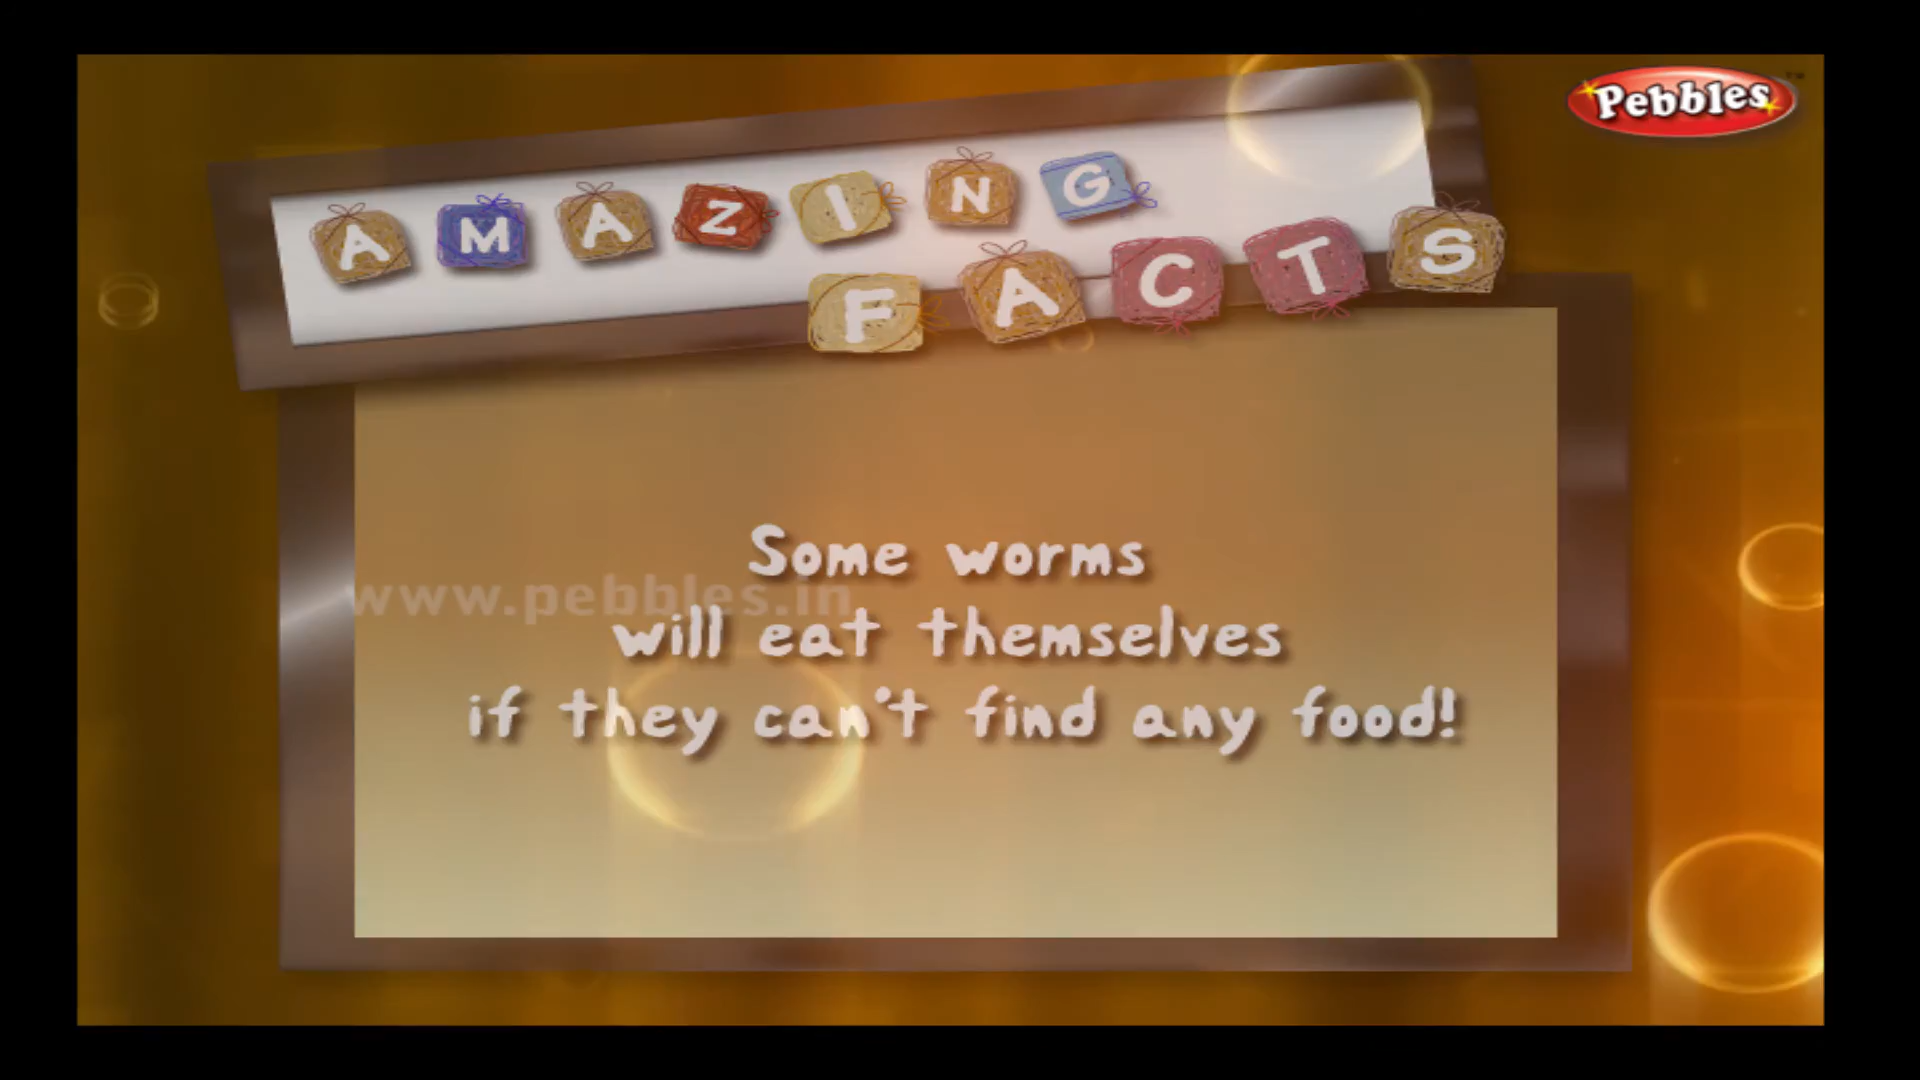 Pebbles
AMAZING
FACTS
Some worms
www.pebbles.in
will eat themselves
if they can't find any food!